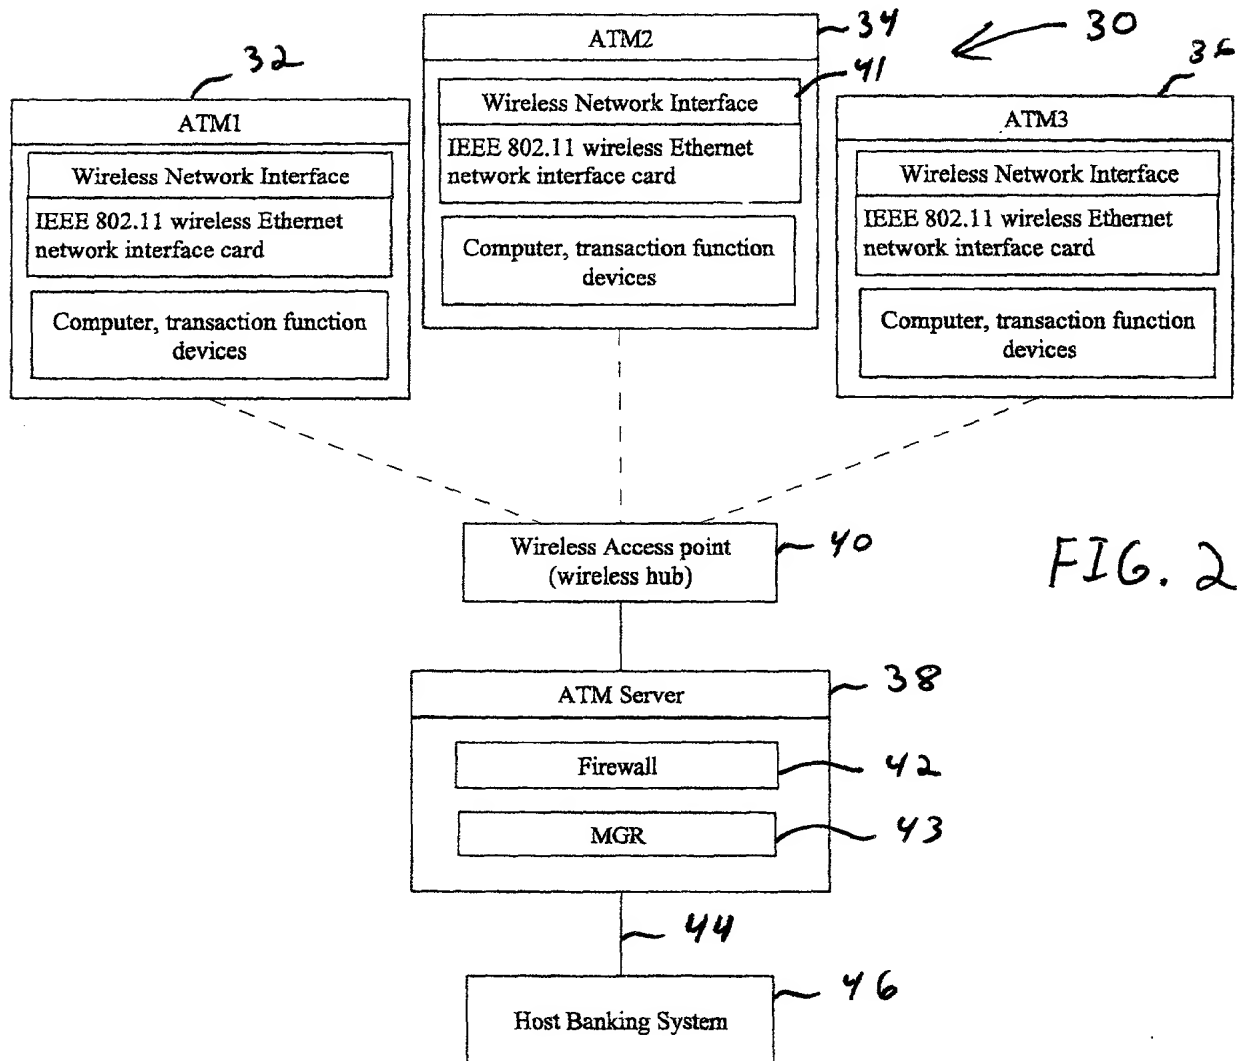 34
30
ATM2
32
41
36
Wireless Network Interface
ATM1
ATM3
IEEE 802.11 wireless Ethernet
network interface card
Wireless Network Interface
Wireless Network Interface
IEEE 802.11 wireless Ethernet
network interface card
IEEE 802.11 wireless Ethernet
network interface card
Computer, transaction function
devices
Computer, transaction function
devices
Computer, transaction function
devices
Wireless Access point
(wireless hub)
40
FIG. 2
ATM Server
38
Firewall
42
MGR
43
44
46
Host Banking System